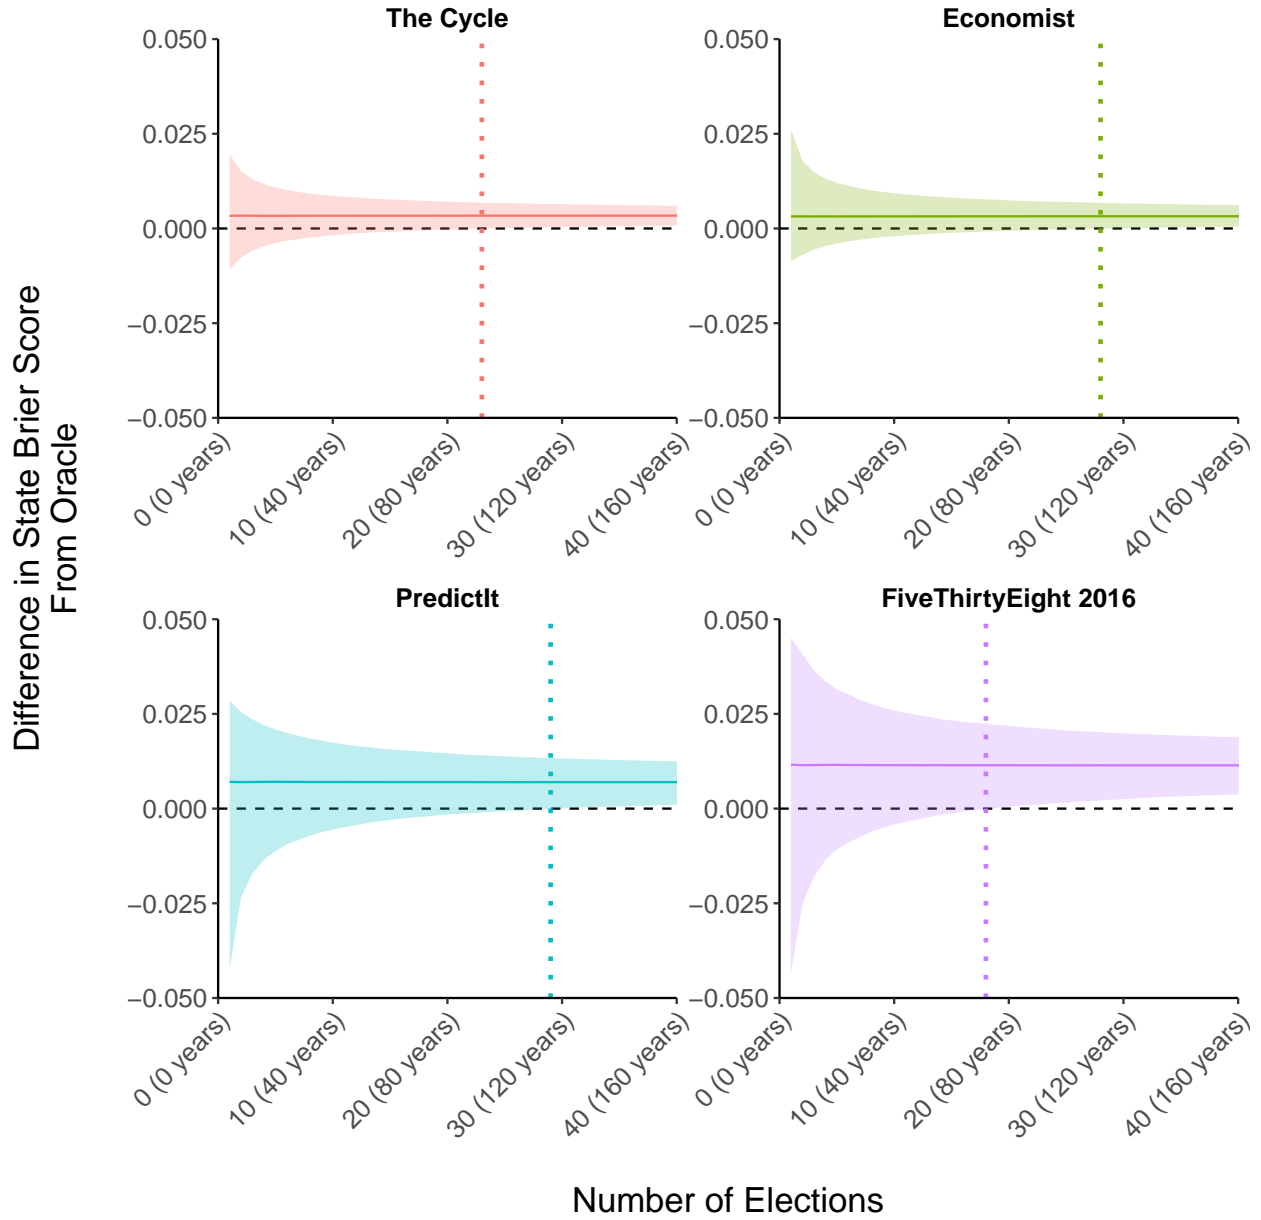 The Cycle
Economist
0.050
0.025
0.000
−0.025
−0.050
0.050
0.025
0.000
−0.025
−0.050
0 (0 years)
10 (40 years)
20 (80 years)
30 (120 years)
40 (160 years)
0 (0 years)
10 (40 years)
20 (80 years)
30 (120 years)
40 (160 years)
Difference in State Brier Score
From Oracle
PredictIt
FiveThirtyEight 2016
0.050
0.025
0.000
−0.025
−0.050
0.050
0.025
0.000
−0.025
−0.050
0 (0 years)
10 (40 years)
20 (80 years)
30 (120 years)
40 (160 years)
0 (0 years)
10 (40 years)
20 (80 years)
30 (120 years)
40 (160 years)
Number of Elections